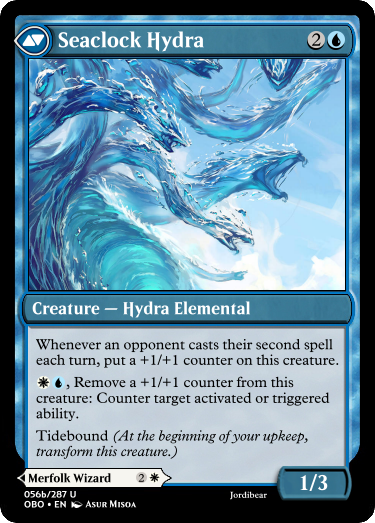 Seaclock Hydra 2
Creature — Hydra Elemental
Whenever an opponent casts their second spell
each turn, put a +1/+1 counter on this creature.
, Remove a +1/+1 counter from this
creature: Counter target activated or triggered
ability.
Tidebound (At the beginning of your upkeep,
transform this creature.)
Merfolk Wizard 2
1/3
056b/287 U
OBO • EN Asur Misoa
Jordibear